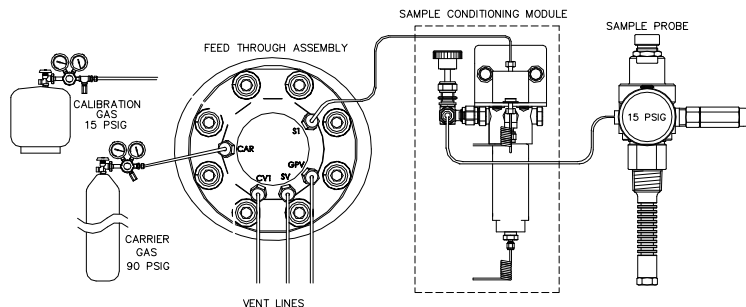 SAMPLE CONDITIONING MODULE
SAMPLE PROBE
FEED THROUGH ASSEMBLY
CALIBRATION
GAS
15 PSIG
S1
15 PSIG
CAR
GPV
CV1
SV
CARRIER
GAS
90 PSIG
VENT LINES